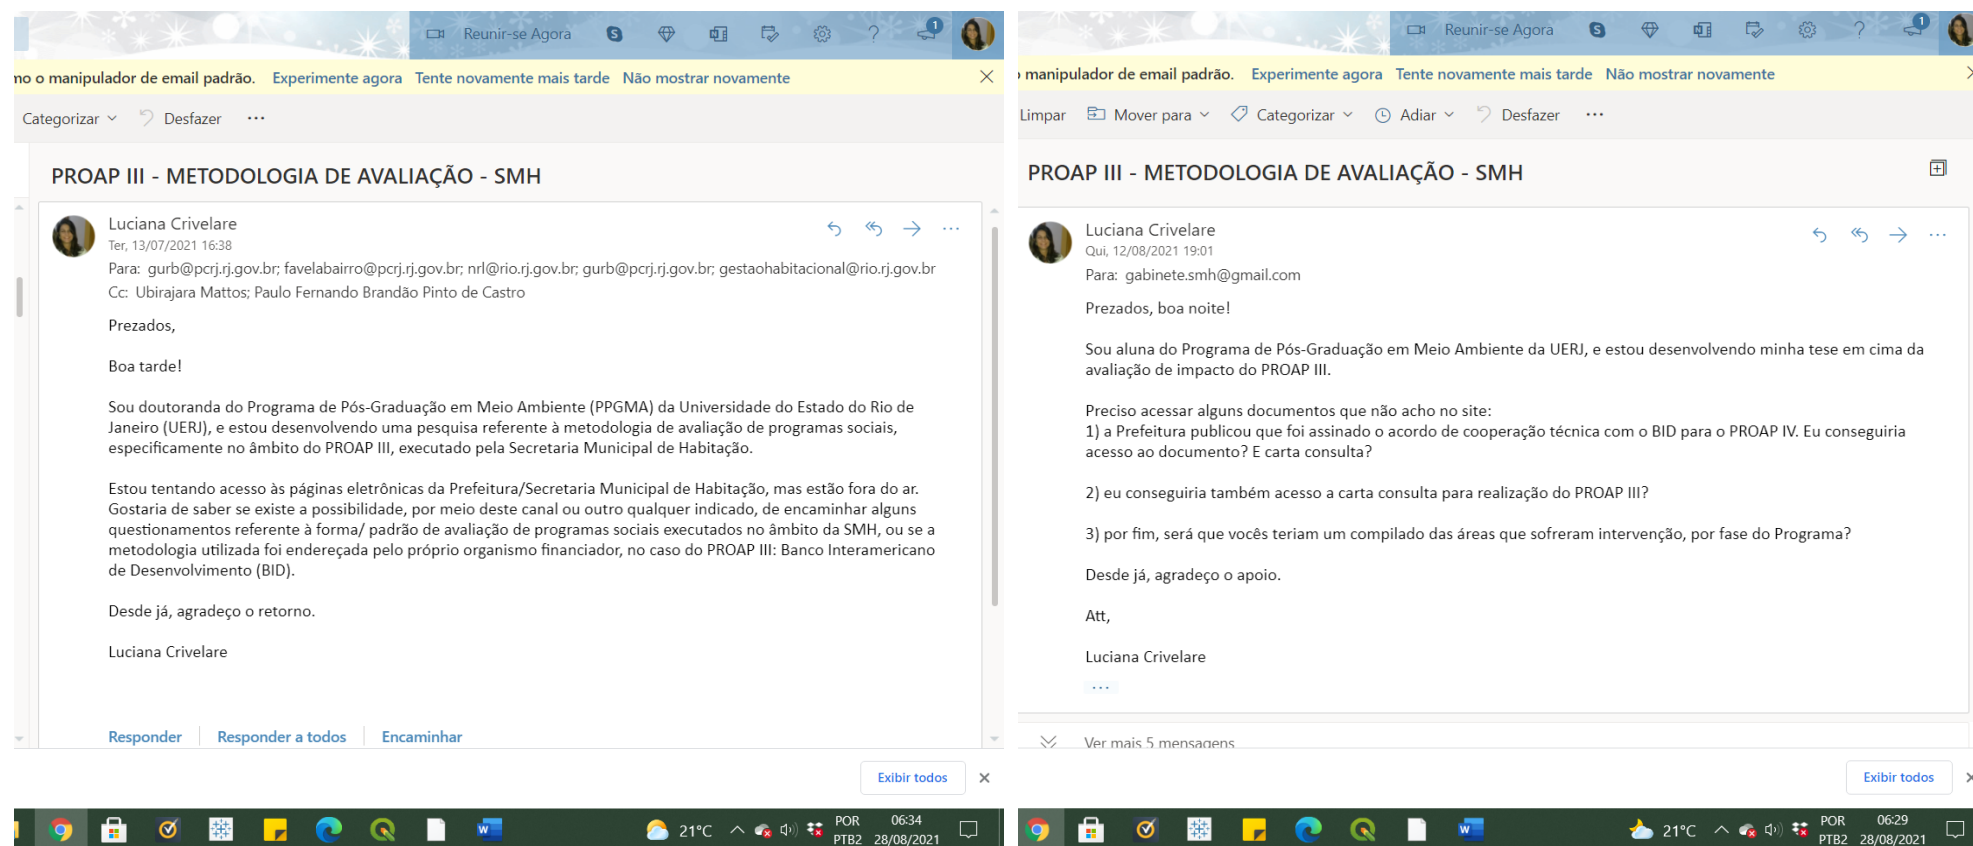 Reunir-se Agora
1
o manipulador de email padrão. Experimente agora Tente novamente mais tarde Não mostrar novamente
Categorizar Desfazer ...
PROAP III - METODOLOGIA DE AVALIAÇÃO - SMH
Luciana Crivelare
Ter, 13/07/2021 16:38
Para: gurb@pcrj.rj.gov.br; favelabairro@pcrj.rj.gov.br; nrl@rio.rj.gov.br; gurb@pcrj.rj.gov.br; gestaohabitacional@rio.rj.gov.br
Cc: Ubirajara Mattos; Paulo Fernando Brandão Pinto de Castro
Prezados,
Boa tarde!
Sou doutoranda do Programa de Pós-Graduação em Meio Ambiente (PPGMA) da Universidade do Estado do Rio de
Janeiro (UERJ), e estou desenvolvendo uma pesquisa referente à metodologia de avaliação de programas sociais,
especificamente no âmbito do PROAP III, executado pela Secretaria Municipal de Habitação.
Estou tentando acesso às páginas eletrônicas da Prefeitura/Secretaria Municipal de Habitação, mas estão fora do ar.
Gostaria de saber se existe a possibilidade, por meio deste canal ou outro qualquer indicado, de encaminhar alguns
questionamentos referente à forma/ padrão de avaliação de programas sociais executados no âmbito da SMH, ou se a
metodologia utilizada foi endereçada pelo próprio organismo financiador, no caso do PROAP III: Banco Interamericano
de Desenvolvimento (BID).
Desde já, agradeço o retorno.
Luciana Crivelare
Responder Responder a todos Encaminhar
Exibir todos
21°C POR 06:34
PTB2 28/08/2021
Reunir-se Agora
1
manipulador de email padrão. Experimente agora Tente novamente mais tarde Não mostrar novamente
Limpar Mover para Categorizar Adiar Desfazer ...
PROAP III - METODOLOGIA DE AVALIAÇÃO - SMH
Luciana Crivelare
Qui, 12/08/2021 19:01
Para: gabinete.smh@gmail.com
Prezados, boa noite!
Sou aluna do Programa de Pós-Graduação em Meio Ambiente da UERJ, e estou desenvolvendo minha tese em cima da
avaliação de impacto do PROAP III.
Preciso acessar alguns documentos que não acho no site:
1) a Prefeitura publicou que foi assinado o acordo de cooperação técnica com o BID para o PROAP IV. Eu conseguiria
acesso ao documento? E carta consulta?
2) eu conseguiria também acesso a carta consulta para realização do PROAP III?
3) por fim, será que vocês teriam um compilado das áreas que sofreram intervenção, por fase do Programa?
Desde já, agradeço o apoio.
Att,
Luciana Crivelare
...
Ver mais 5 mensagens
Exibir todos
21°C POR 06:29
PTB2 28/08/2021